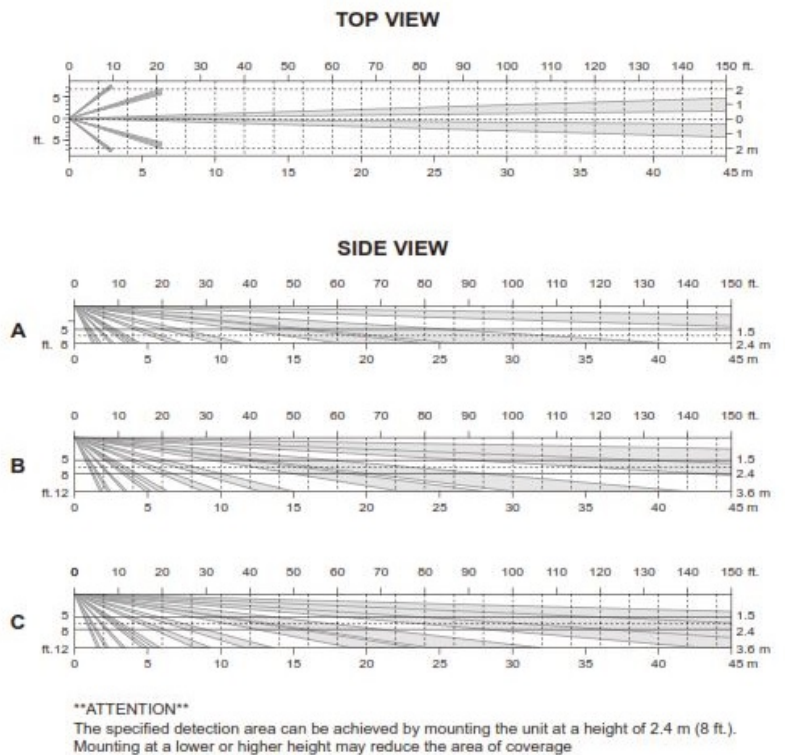 TOP VIEW
0 10 20 30 40 50 60 70 80 90 100 110 120 130 140 150 ft.
5 2
1
0 0
1
ft. 5 2 m
0 5 10 15 20 25 30 35 40 45 m
SIDE VIEW
0 10 20 30 40 50 60 70 80 90 100 110 120 130 140 150 ft.
A
5 1.5
ft. 8 2.4 m
0 5 10 15 20 25 30 35 40 45 m
0 10 20 30 40 50 60 70 80 90 100 110 120 130 140 150 ft.
5 1.5
B
8 2.4
ft. 12 3.6 m
0 5 10 15 20 25 30 35 40 45 m
0 10 20 30 40 50 60 70 80 90 100 110 120 130 140 150 ft.
5 1.5
C
8 2.4
ft. 12 3.6 m
0 5 10 15 20 25 30 35 40 45 m
**ATTENTION**
The specified detection area can be achieved by mounting the unit at a height of 2.4 m (8 ft.).
Mounting at a lower or higher height may reduce the area of coverage